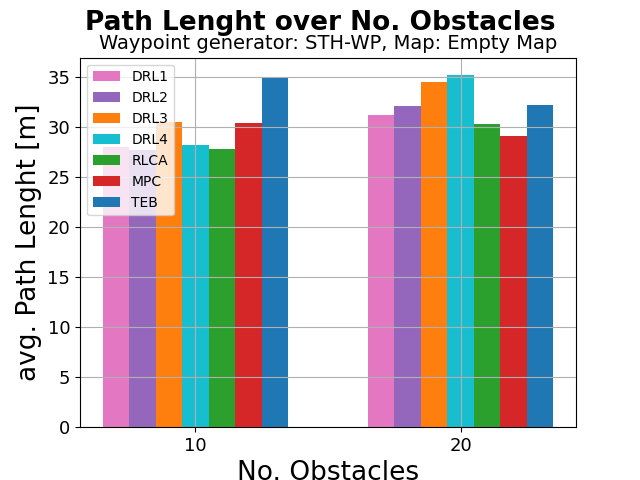 Path Lenght over No. Obstacles
Waypoint generator: STH-WP, Map: Empty Map
avg. Path Lenght [m]
35
30
25
20
15
10
5
0
DRL1
DRL2
DRL3
DRL4
RLCA
MPC
TEB
10
20
No. Obstacles